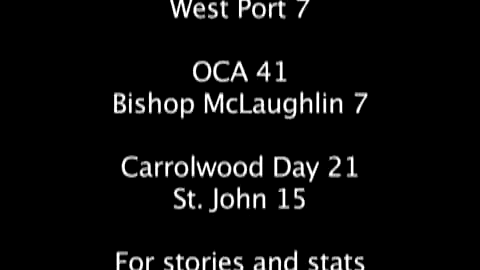 West Port 7
OCA 41
Bishop McLaughlin 7
Carrolwood Day 21
St. John 15
For stories and stats